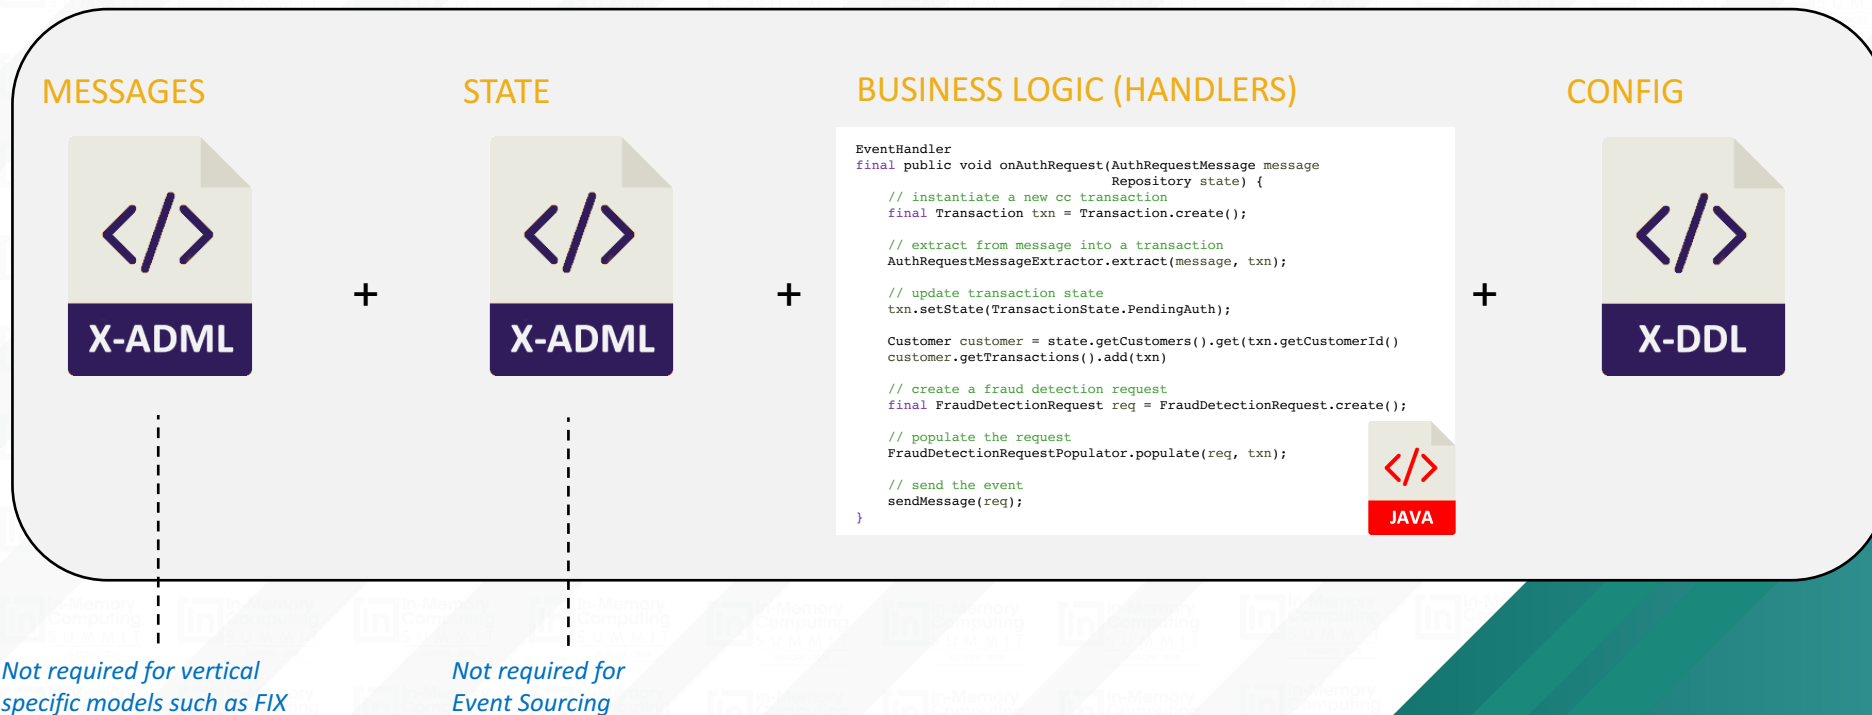 MESSAGES
</>
X-ADML
+
STATE
</>
X-ADML
+
BUSINESS LOGIC (HANDLERS)
EventHandler
final public void onAuthRequest(AuthRequestMessage message
                                Repository state) {
    // instantiate a new cc transaction
    final Transaction txn = Transaction.create();
    // extract from message into a transaction
    AuthRequestMessageExtractor.extract(message, txn);
    // update transaction state
    txn.setState(TransactionState.PendingAuth);
    Customer customer = state.getCustomers().get(txn.getCustomerId()
    customer.getTransactions().add(txn)
    // create a fraud detection request
    final FraudDetectionRequest req = FraudDetectionRequest.create();
    // populate the request
    FraudDetectionRequestPopulator.populate(req, txn);
    // send the event
    sendMessage(req);
}
</>
JAVA
+
CONFIG
</>
X-DDL
Not required for vertical
specific models such as FIX
Not required for
Event Sourcing
In-Memory
Computing
SUMMIT